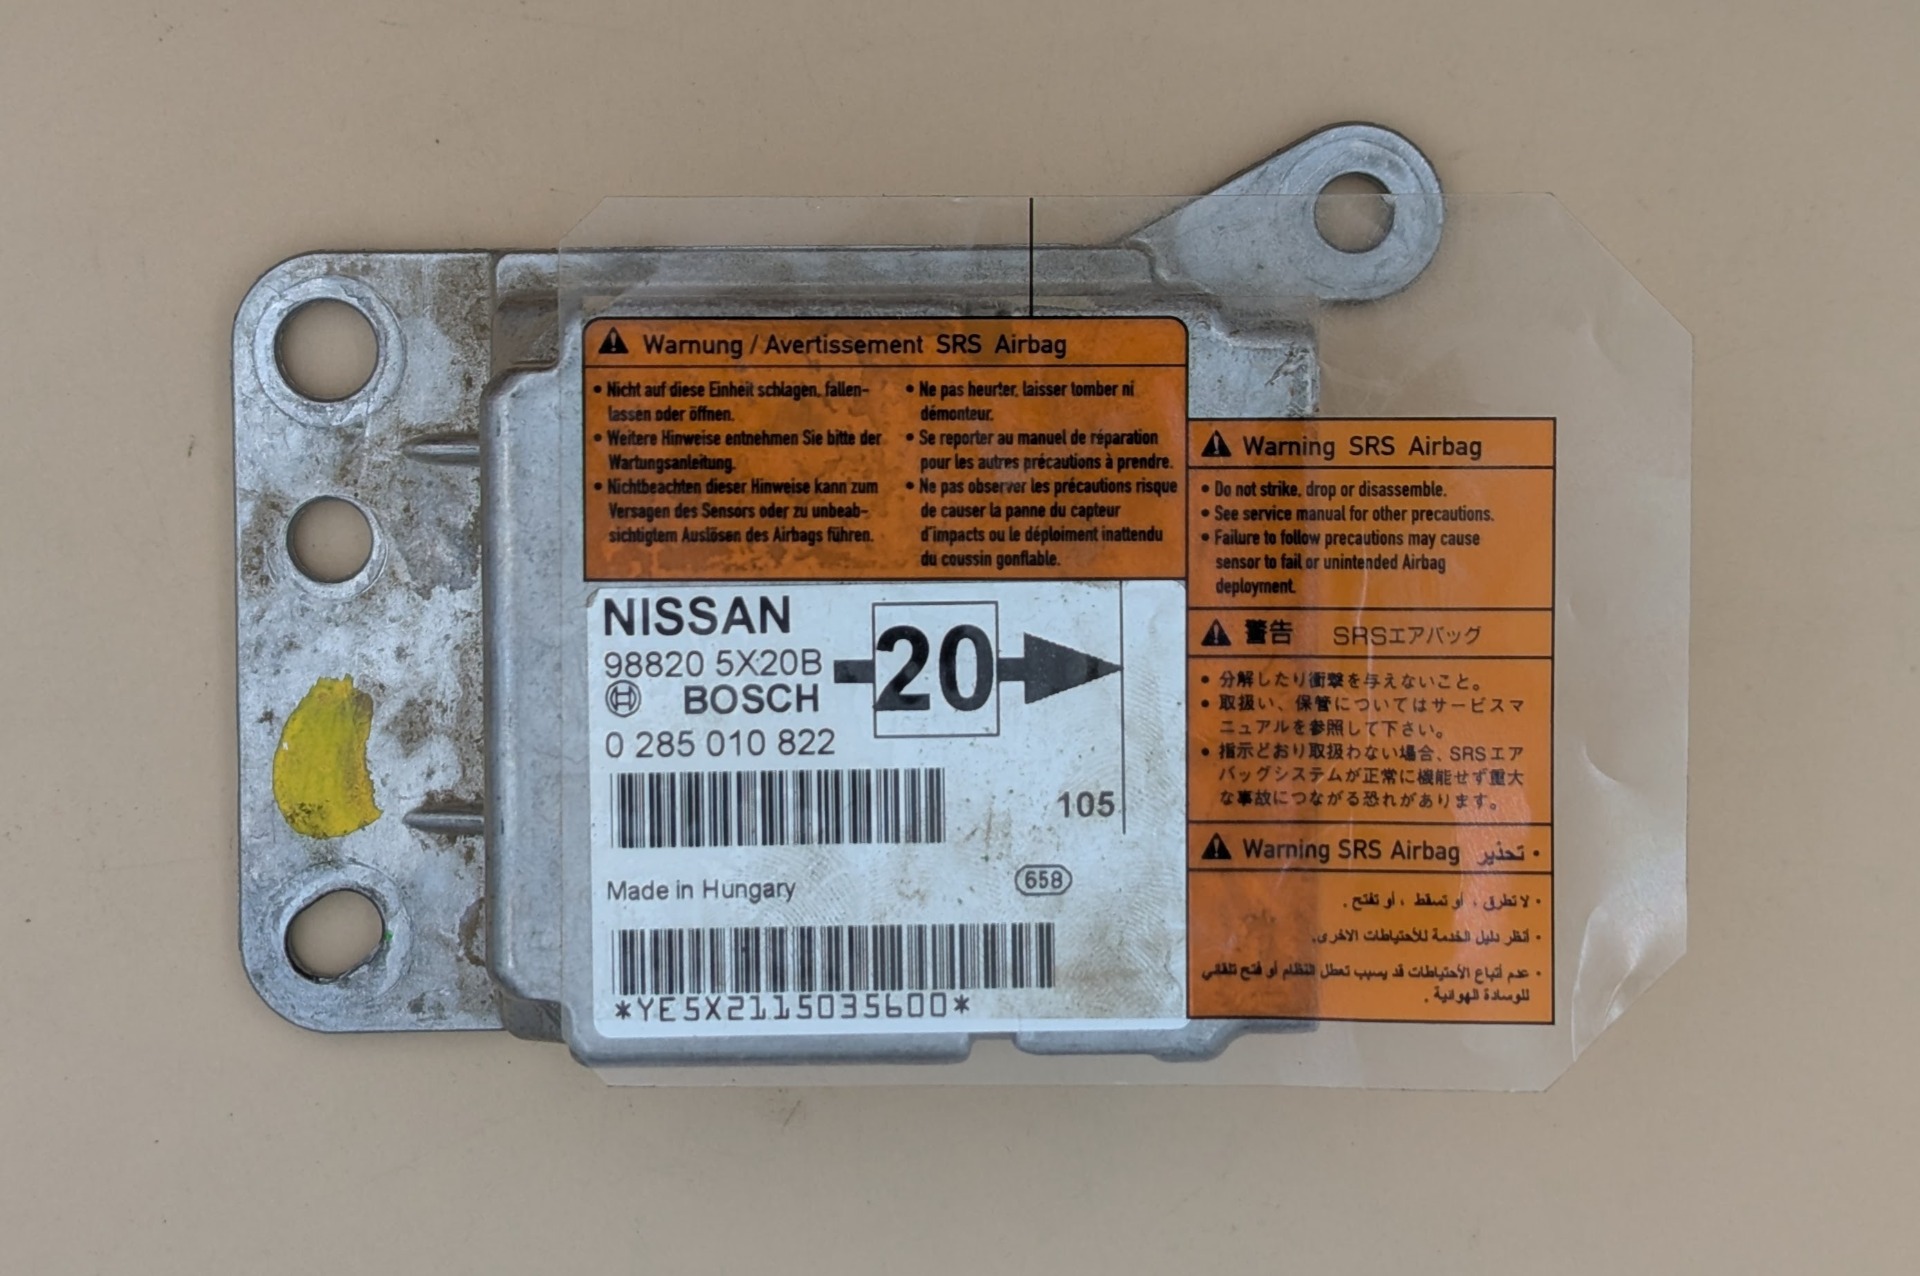 Warnung / Avertissement SRS Airbag
• Nicht auf diese Einheit schlagen, fallen-
lassen oder öffnen.
• Weitere Hinweise entnehmen Sie bitte der
Wartungsanleitung.
• Nichtbeachten dieser Hinweise kann zum
Versagen des Sensors oder zu unbeab-
sichtigtem Auslösen des Airbags führen.
• Ne pas heurter, laisser tomber ni
démonteur.
• Se reporter au manuel de réparation
pour les autres précautions à prendre.
• Ne pas observer les précautions risque
de causer la panne du capteur
d'impacts ou le déploiment inattendu
du coussin gonflable.
NISSAN
98820 5X20B
BOSCH
0 285 010 822
20
105
Made in Hungary
658
*YE5X2115035600*
Warning SRS Airbag
• Do not strike, drop or disassemble.
• See service manual for other precautions.
• Failure to follow precautions may cause
sensor to fail or unintended Airbag
deployment.
警告 SRSエアバッグ
• 分解したり衝撃を与えないこと。
• 取扱い、保管についてはサービスマ
ニュアルを参照して下さい。
• 指示どおり取扱わない場合、SRSエア
バッグシステムが正常に機能せず重大
な事故につながる恐れがあります。
Warning SRS Airbag تحذير •
• لا تطرق ، أو تسقط ، أو تفتح .
• أنظر دليل الخدمة للأحتياطات الاخرى.
• عدم أتباع الأحتياطات قد يسبب تعطل النظام أو فتح تلقائي
للوسادة الهوائية .